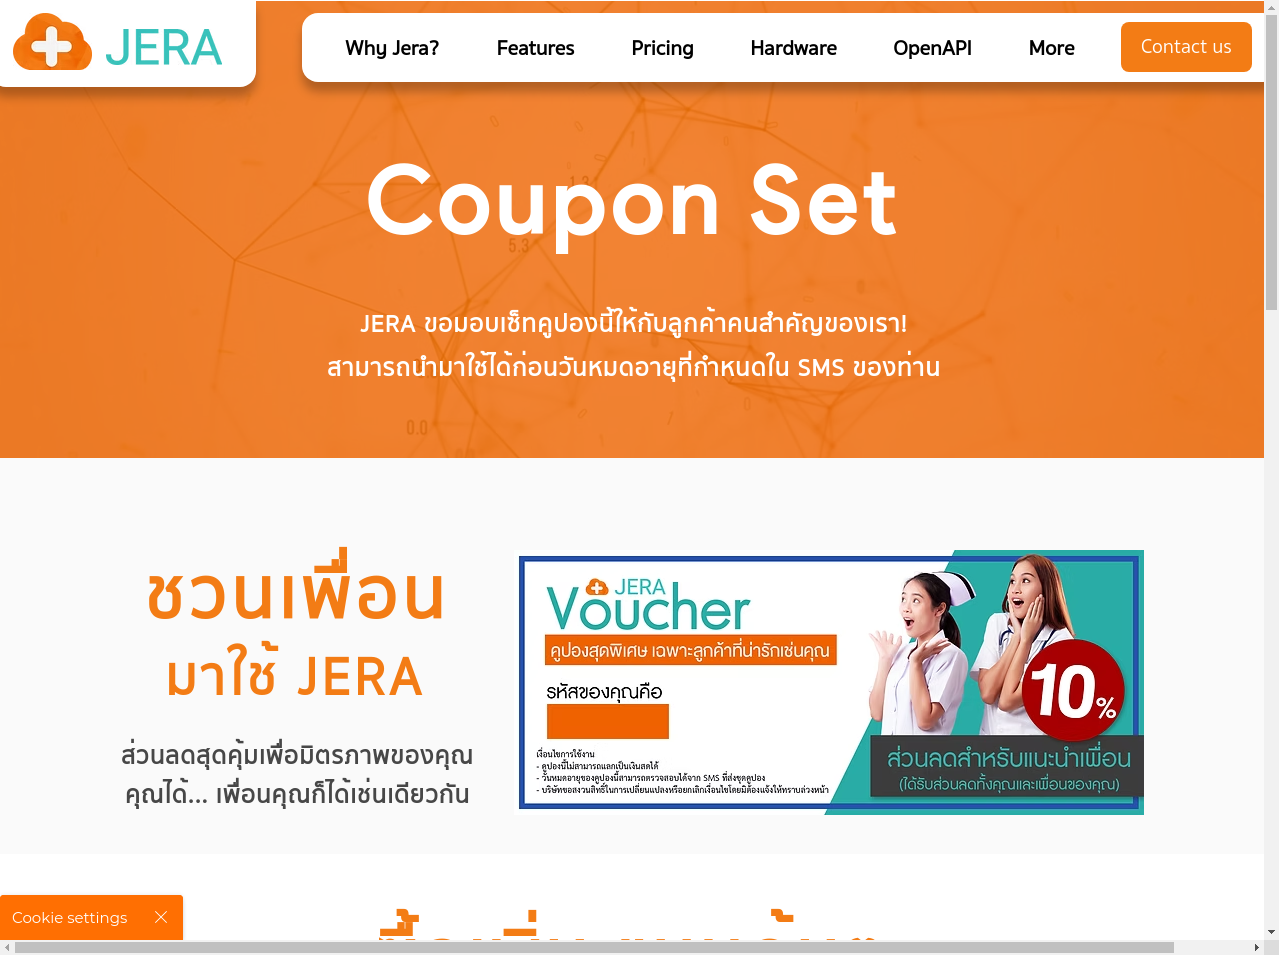 JERA
Why Jera?
Features
Pricing
Hardware
OpenAPI
More
Contact us
Coupon Set
5.3
0.0
JERA ขอมอบเซ็ทคูปองนี้ให้กับลูกค้าคนสำคัญของเรา!
สามารถนำมาใช้ได้ก่อนวันหมดอายุที่กำหนดใน SMS ของท่าน
ชวนเพื่อน
มาใช้ JERA
ส่วนลดสุดคุ้มเพื่อมิตรภาพของคุณ
คุณได้... เพื่อนคุณก็ได้เช่นเดียวกัน
JERA
Voucher
คูปองสุดพิเศษ เฉพาะลูกค้าที่น่ารักเช่นคุณ
รหัสของคุณคือ
เงื่อนไขการใช้งาน
- คูปองนี้ไม่สามารถแลกเป็นเงินสดได้
- วันหมดอายุของคูปองนี้สามารถตรวจสอบได้จาก SMS ที่ส่งชุดคูปอง
- บริษัทขอสงวนสิทธิ์ในการเปลี่ยนแปลงหรือยกเลิกเงื่อนไขโดยมิต้องแจ้งให้ทราบล่วงหน้า
10%
ส่วนลดสำหรับแนะนำเพื่อน
(ได้รับส่วนลดทั้งคุณและเพื่อนของคุณ)
Cookie settings